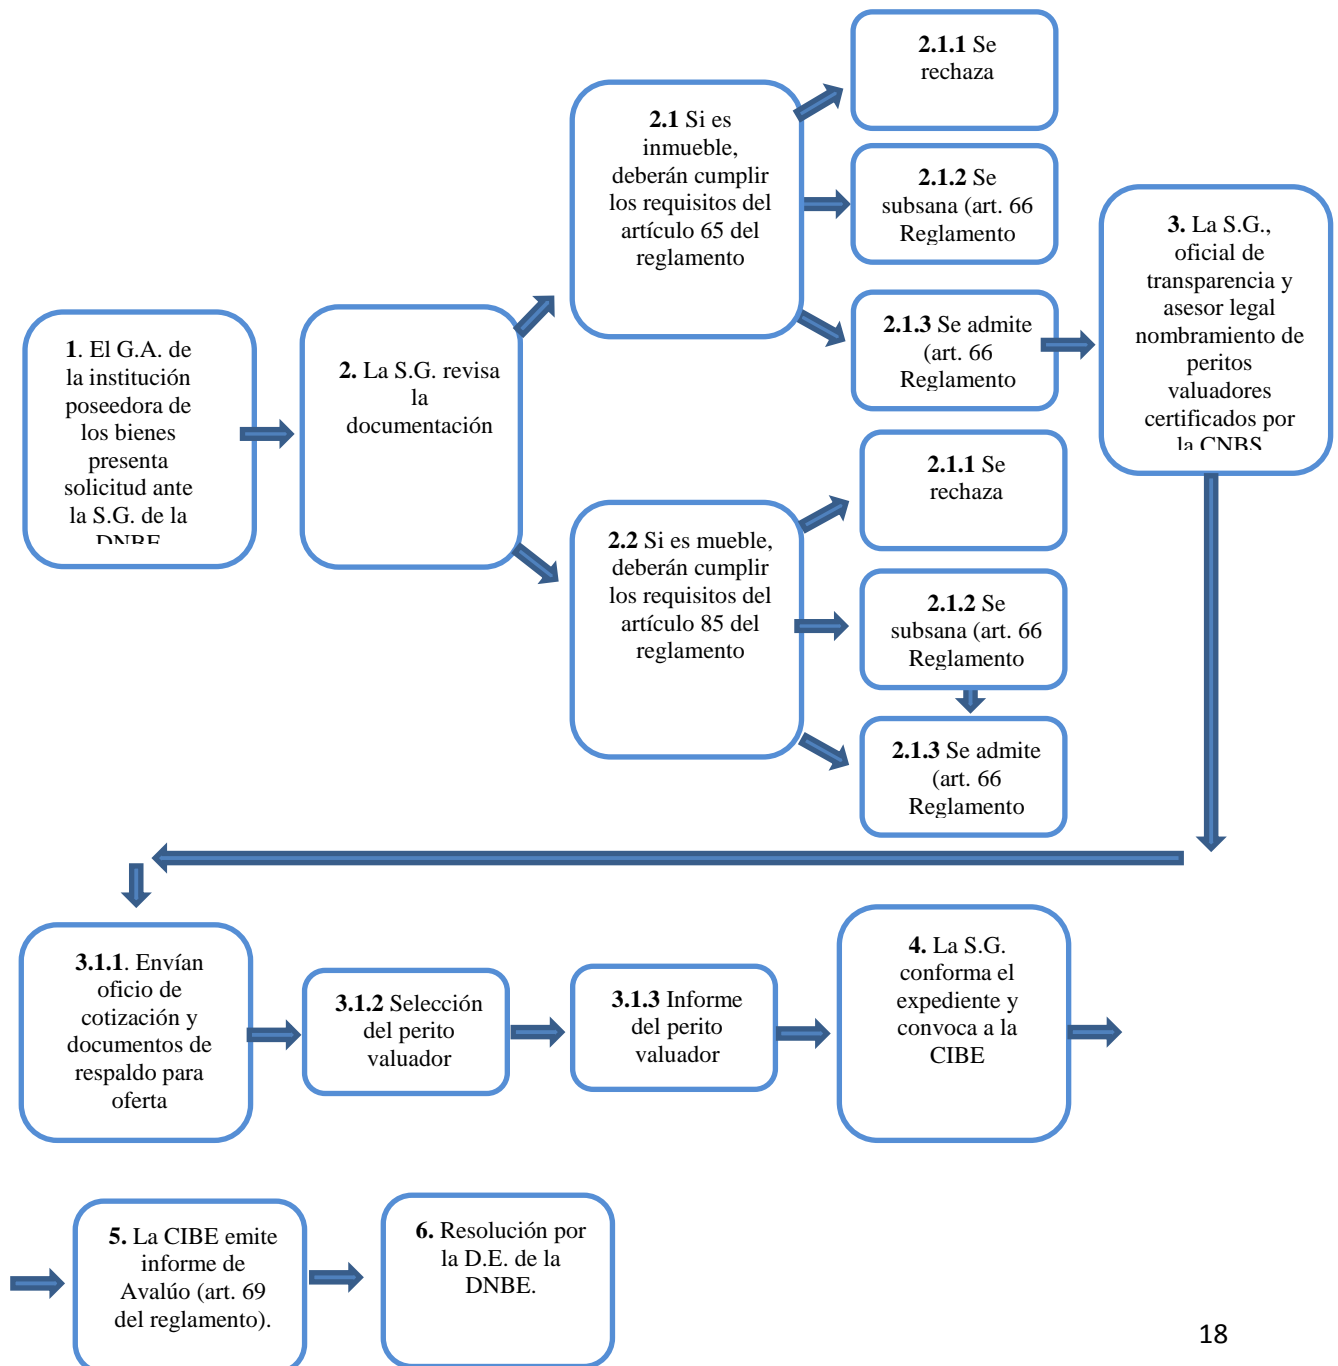 1. El G.A. de
la institución
poseedora de
los bienes
presenta
solicitud ante
la S.G. de la
DNBE
2. La S.G. revisa
la
documentación
2.1 Si es
inmueble,
deberán cumplir
los requisitos del
artículo 65 del
reglamento
2.1.1 Se
rechaza
2.1.2 Se
subsana (art. 66
Reglamento
2.1.3 Se admite
(art. 66
Reglamento
2.2 Si es mueble,
deberán cumplir
los requisitos del
artículo 85 del
reglamento
2.1.1 Se
rechaza
2.1.2 Se
subsana (art. 66
Reglamento
2.1.3 Se admite
(art. 66
Reglamento
3. La S.G.,
oficial de
transparencia y
asesor legal
nombramiento de
peritos
valuadores
certificados por
la CNBS
3.1.1. Envían
oficio de
cotización y
documentos de
respaldo para
oferta
3.1.2 Selección
del perito
valuador
3.1.3 Informe
del perito
valuador
4. La S.G.
conforma el
expediente y
convoca a la
CIBE
5. La CIBE emite
informe de
Avalúo (art. 69
del reglamento).
6. Resolución por
la D.E. de la
DNBE.
18